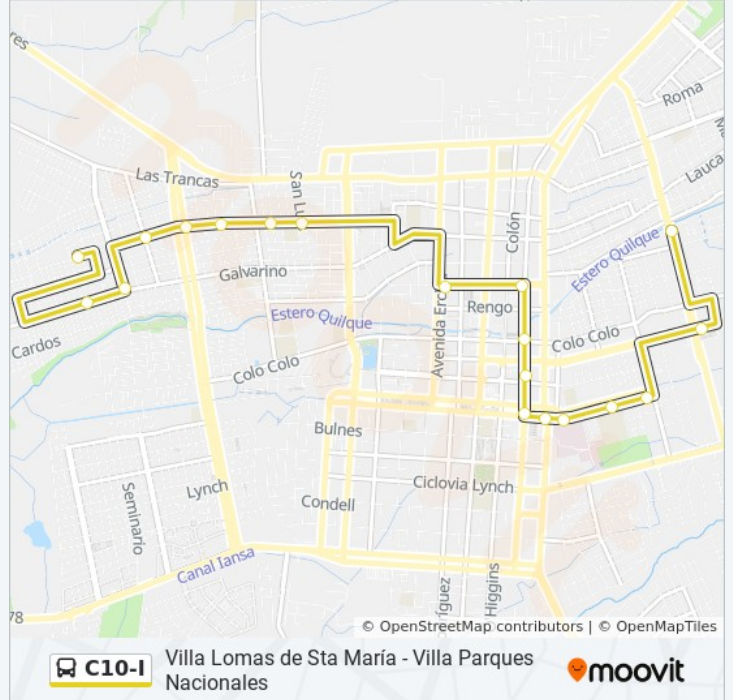 res
Roma
Lauca
Las Trancas
San Lu
Colón
Estero Quilque
Galvarino
Rengo
Estero Quilque
Avenida Erc
Colo Colo
Cardos
Colo Colo
Bulnes
Ciclovia Lynch
Lynch
Seminario
Condell
Canal Iansa
ríguez
Higgins
78
© OpenStreetMap contributors | © OpenMapTiles
C10-I
Villa Lomas de Sta María - Villa Parques
Nacionales
moovit